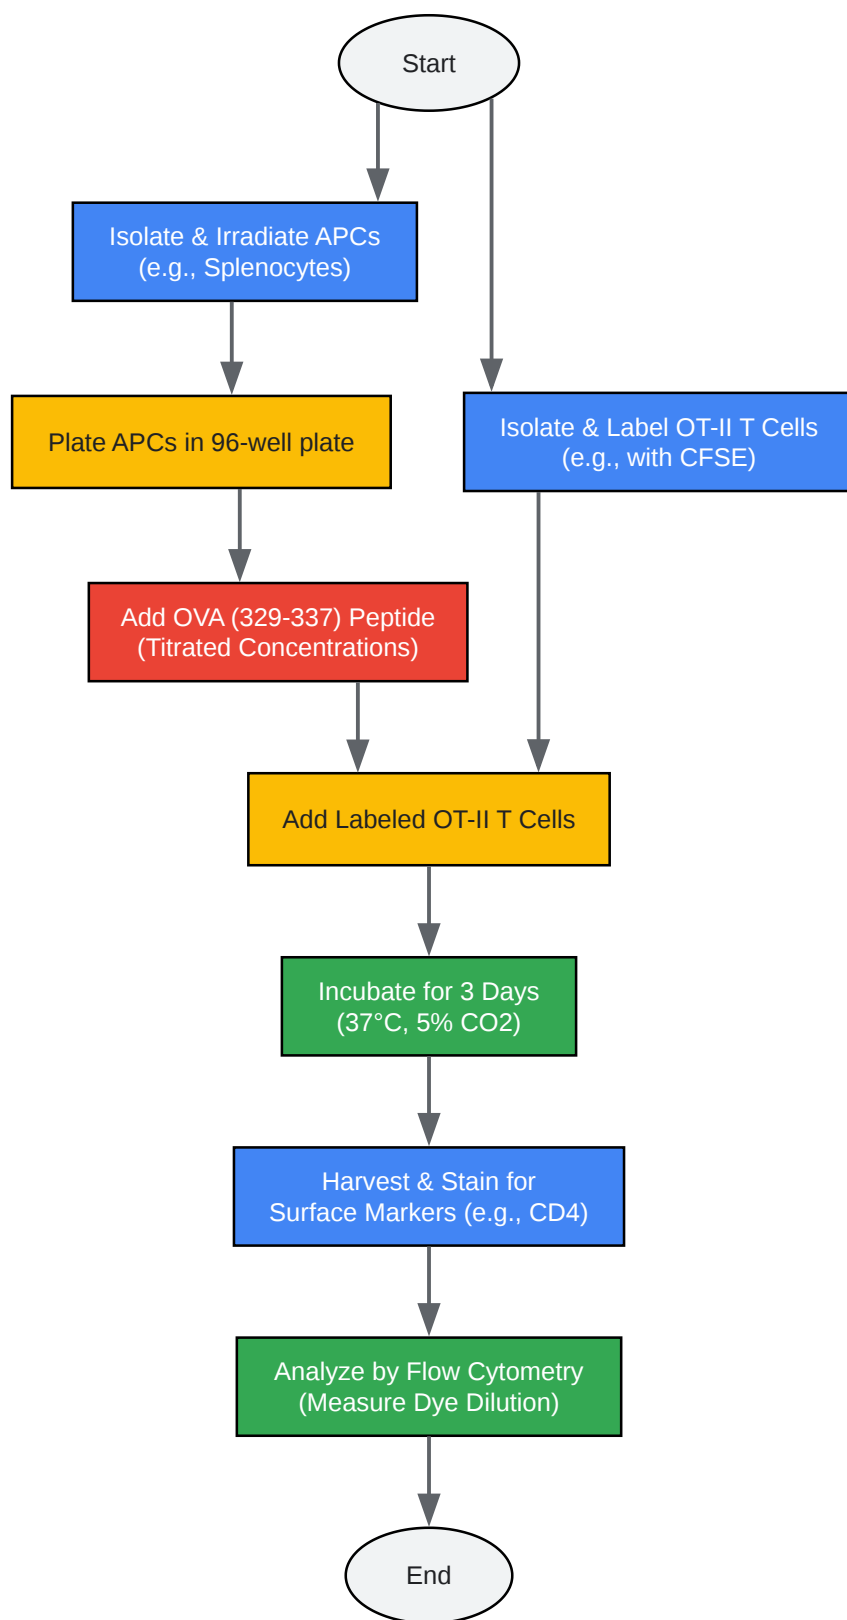 Start
Isolate & Irradiate APCs
(e.g., Splenocytes)
Plate APCs in 96-well plate
Isolate & Label OT-II T Cells
(e.g., with CFSE)
Add OVA (329-337) Peptide
(Titrated Concentrations)
Add Labeled OT-II T Cells
Incubate for 3 Days
(37°C, 5% CO2)
Harvest & Stain for
Surface Markers (e.g., CD4)
Analyze by Flow Cytometry
(Measure Dye Dilution)
End